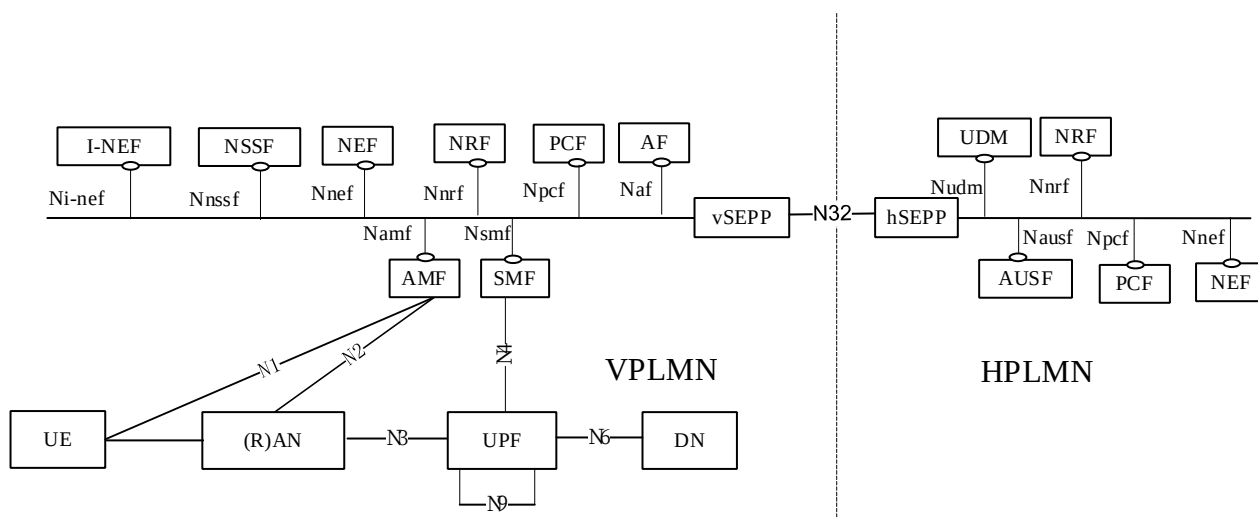 I-NEF
NSSF
NEF
NRF
PCF
AF
UDM
NRF
Ni-nef
Nnssf
Nnef
Nnrf
Npcf
Naf
Nudm
Nnrf
vSEPP
N32
hSEPP
Namf
Nsmf
Nausf
Npcf
Nnef
AMF
SMF
AUSF
PCF
NEF
N1
N2
N4
VPLMN
HPLMN
UE
(R)AN
N3
UPF
N6
DN
N9